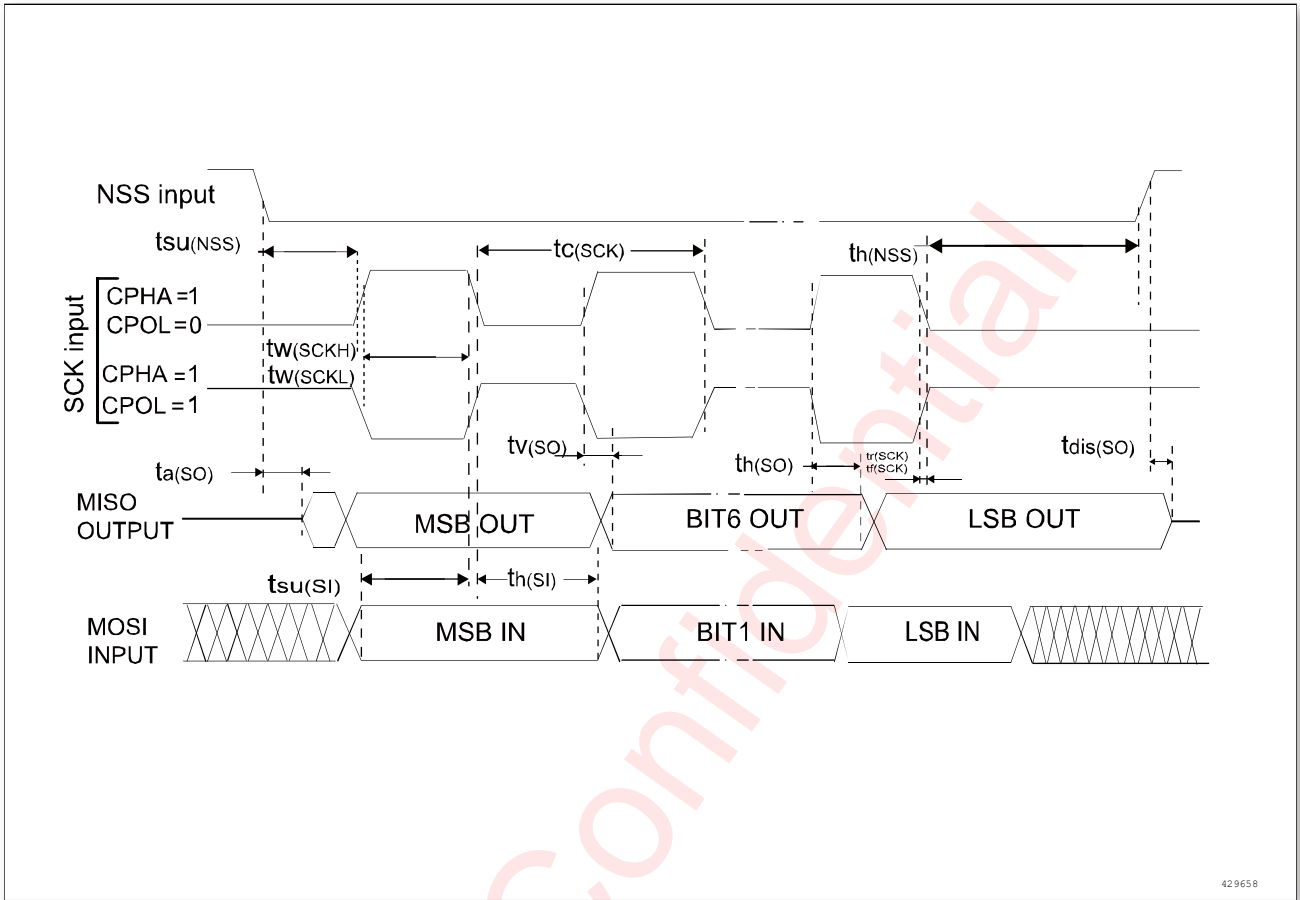 NSS input
tsu(NSS)
tc(SCK)
th(NSS)
SCK input
CPHA=1
CPOL=0
tw(SCKH)
tw(SCKL)
CPHA=1
CPOL=1
tv(SO)
th(SO)
tr(SCK)
tf(SCK)
tdis(SO)
ta(SO)
MISO
OUTPUT
MSB OUT
BIT6 OUT
LSB OUT
tsu(SI)
th(SI)
MOSI
INPUT
MSB IN
BIT1 IN
LSB IN
Confidential
429658